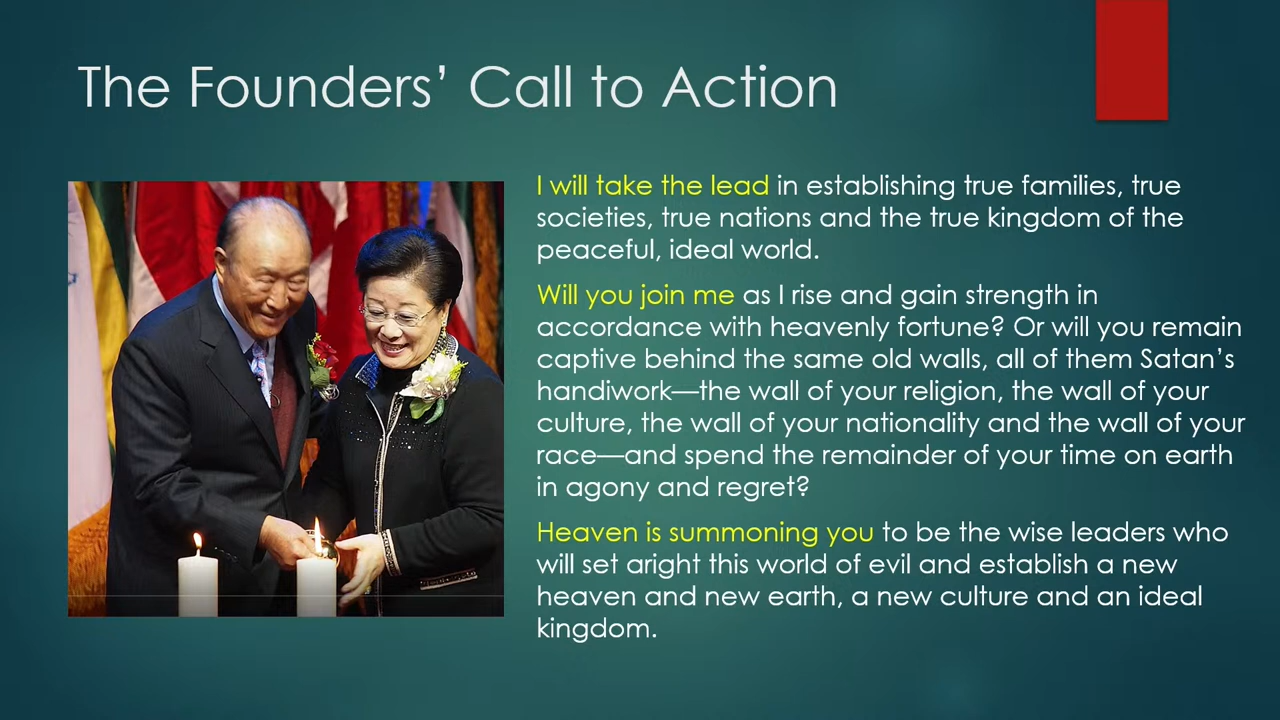 The Founders’ Call to Action
I will take the lead in establishing true families, true
societies, true nations and the true kingdom of the
peaceful, ideal world.
Will you join me as I rise and gain strength in
accordance with heavenly fortune? Or will you remain
captive behind the same old walls, all of them Satan’s
handiwork—the wall of your religion, the wall of your
culture, the wall of your nationality and the wall of your
race—and spend the remainder of your time on earth
in agony and regret?
Heaven is summoning you to be the wise leaders who
will set aright this world of evil and establish a new
heaven and new earth, a new culture and an ideal
kingdom.